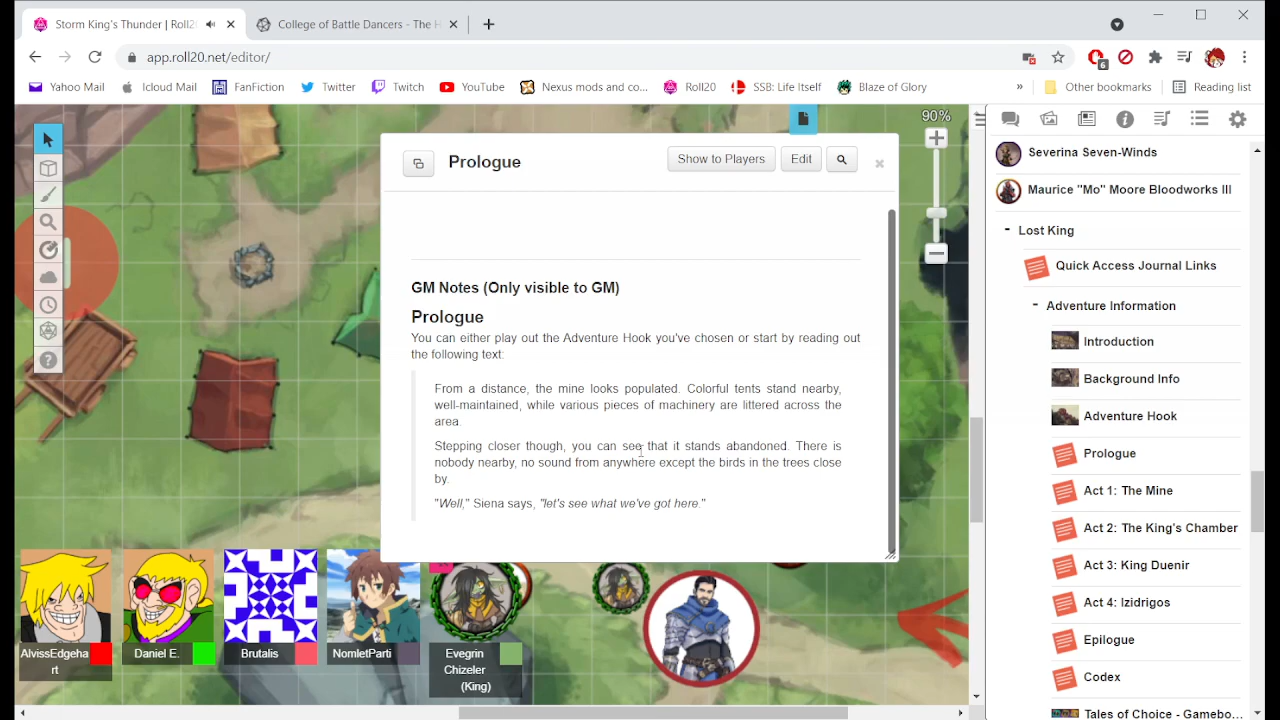 Storm King's Thunder | Roll2
College of Battle Dancers - The H
app.roll20.net/editor/
6
Yahoo Mail
Icloud Mail
FanFiction
Twitter
Twitch
YouTube
Nexus mods and co...
Roll20
SSB: Life Itself
Blaze of Glory
»
Other bookmarks
Reading list
90%
Prologue
Show to Players
Edit
GM Notes (Only visible to GM)
Prologue
You can either play out the Adventure Hook you've chosen or start by reading out
the following text:
From a distance, the mine looks populated. Colorful tents stand nearby,
well-maintained, while various pieces of machinery are littered across the
area.
Stepping closer though, you can see that it stands abandoned. There is
nobody nearby, no sound from anywhere except the birds in the trees close
by.
"Well," Siena says, "let's see what we've got here."
AlvissEdgeha
rt
Daniel E.
Brutalis
NomletParti
Evegrin
Chizeler
(King)
Severina Seven-Winds
Maurice "Mo" Moore Bloodworks III
Lost King
Quick Access Journal Links
Adventure Information
Introduction
Background Info
Adventure Hook
Prologue
Act 1: The Mine
Act 2: The King's Chamber
Act 3: King Duenir
Act 4: Izidrigos
Epilogue
Codex
Tales of Choice - Gamebo...